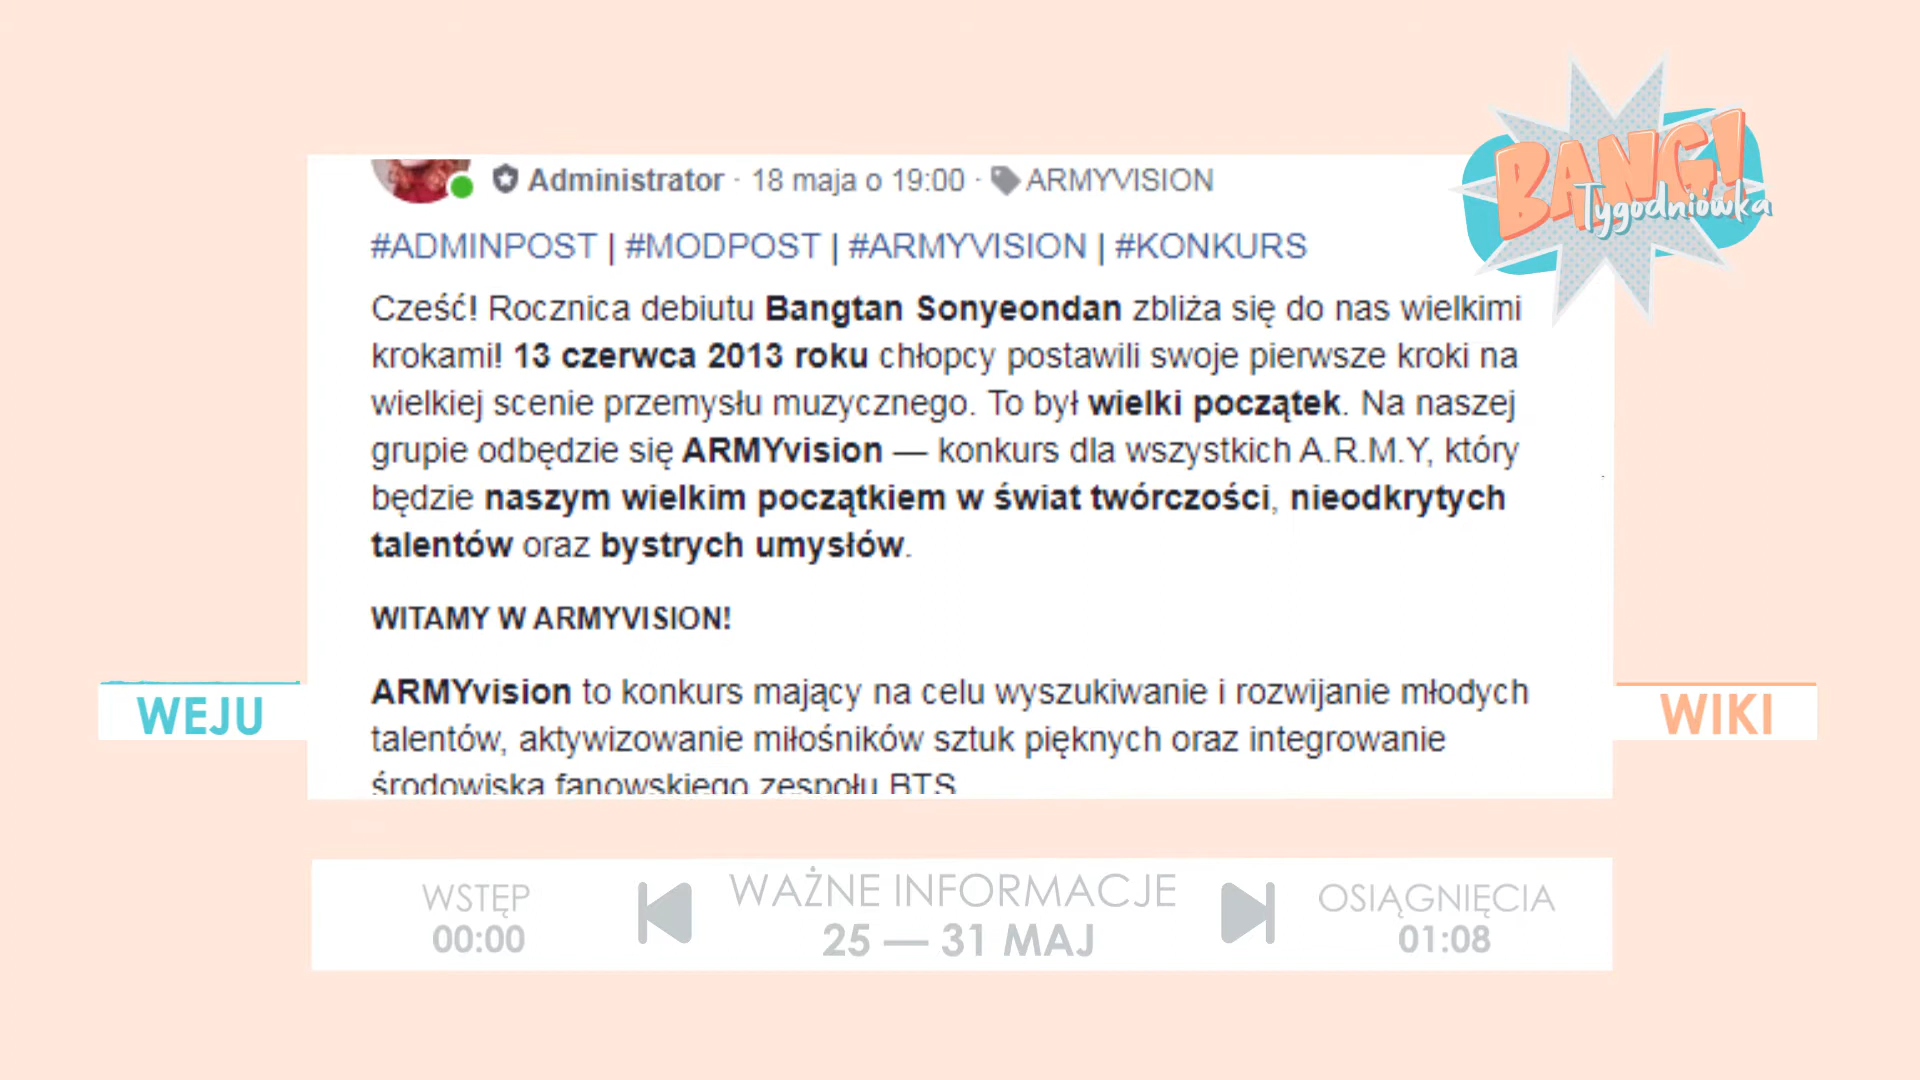 BANG!
Tygodniówka
Administrator · 18 maja o 19:00 · ARMYVISION
#ADMINPOST | #MODPOST | #ARMYVISION | #KONKURS
Cześć! Rocznica debiutu Bangtan Sonyeondan zbliża się do nas wielkimi
krokami! 13 czerwca 2013 roku chłopcy postawili swoje pierwsze kroki na
wielkiej scenie przemysłu muzycznego. To był wielki początek. Na naszej
grupie odbędzie się ARMYvision — konkurs dla wszystkich A.R.M.Y, który
będzie naszym wielkim początkiem w świat twórczości, nieodkrytych
talentów oraz bystrych umysłów.
WITAMY W ARMYVISION!
ARMYvision to konkurs mający na celu wyszukiwanie i rozwijanie młodych
talentów, aktywizowanie miłośników sztuk pięknych oraz integrowanie
środowiska fanowskiego zespołu BTS
WEJU
WIKI
WSTĘP
00:00
WAŻNE INFORMACJE
25 — 31 MAJ
OSIĄGNIĘCIA
01:08